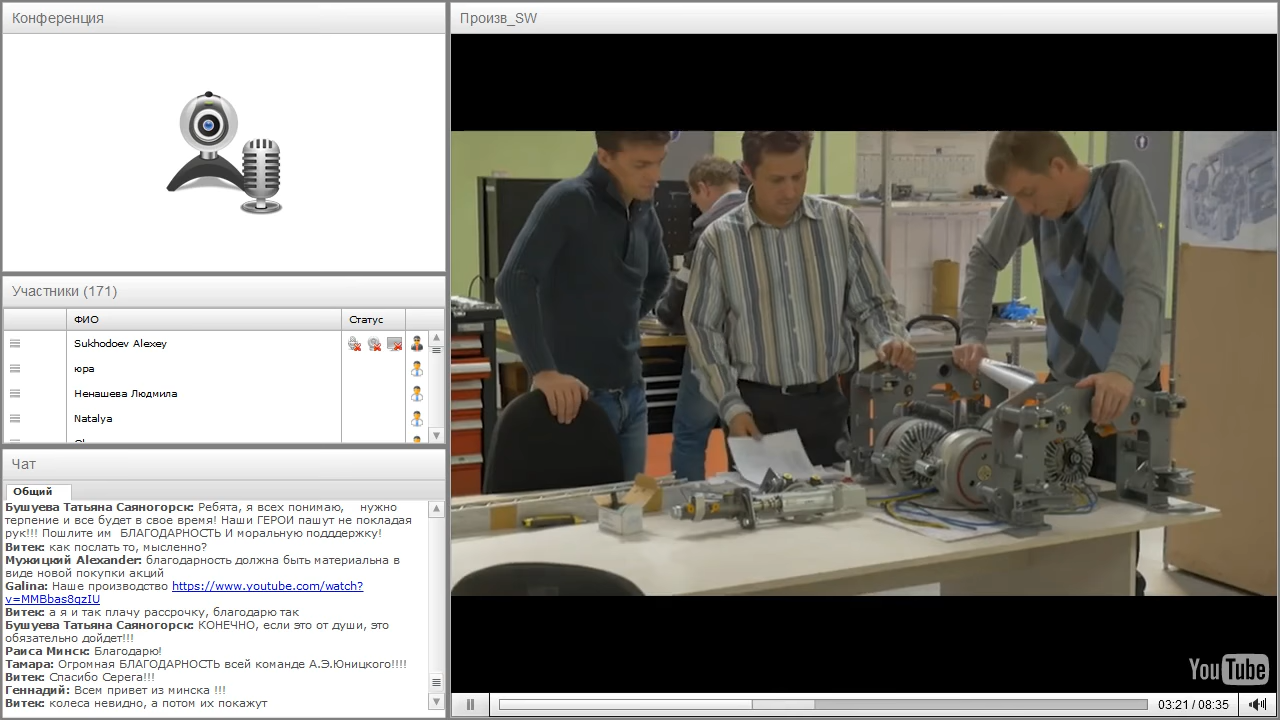 Конференция
Произв_SW
Участники (171)
ФИО
Статус
Sukhodoev Alexey
юра
Ненашева Людмила
Natalya
Чат
Общий
Бушуева Татьяна Саяногорск: Ребята, я всех понимаю, нужно
терпение и все будет в свое время! Наши ГЕРОИ пашут не покладая
рук!!! Пошлите им БЛАГОДАРНОСТЬ И моральную подддержку!
Витек: как послать то, мысленно?
Мужицкий Alexander: благодарность должна быть материальна в
виде новой покупки акций
Galina: Наше производство https://www.youtube.com/watch?
v=MMBbas8qzIU
Витек: а я и так плачу рассрочку, благодарю так
Бушуева Татьяна Саяногорск: КОНЕЧНО, если это от души, это
обязательно дойдет!!!
Раиса Минск: Благодарю!
Тамара: Огромная БЛАГОДАРНОСТЬ всей команде А.Э.Юницкого!!!!
Витек: Спасибо Серега!!!
Геннадий: Всем привет из минска !!!
Витек: колеса невидно, а потом их покажут
YouTube
03:21 / 08:35